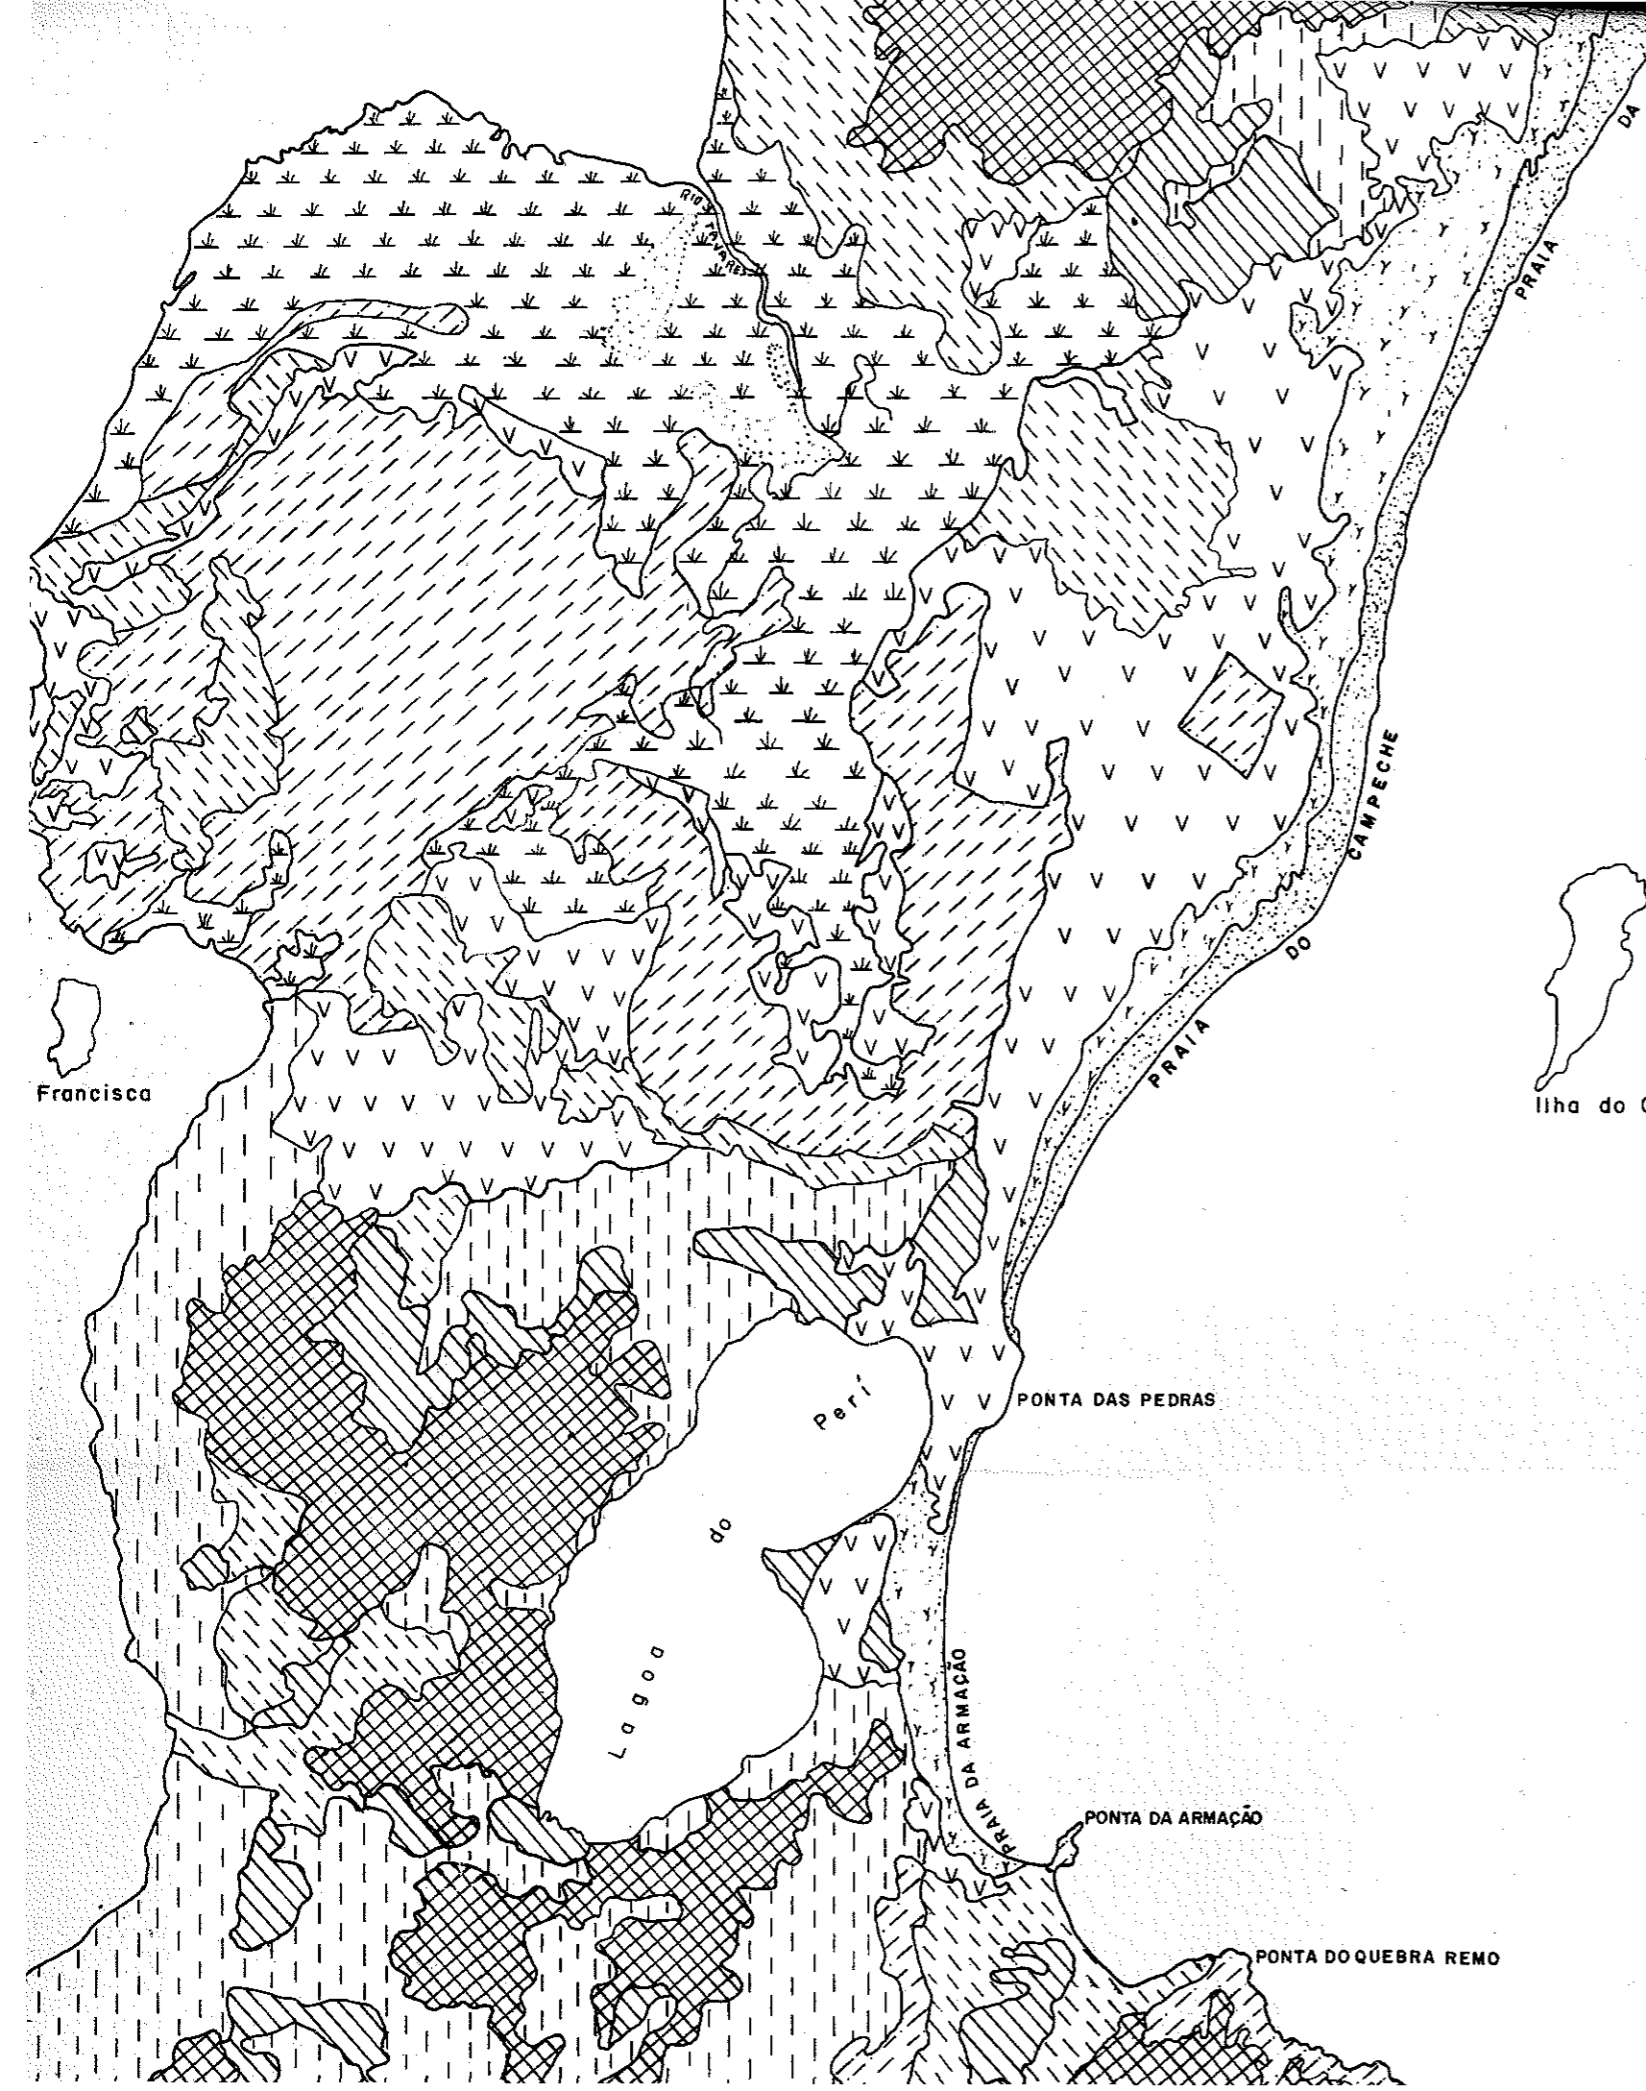 RIO TAVARES
PRAIA DA
PRAIA DO CAMPECHE
Francisca
Ilha do
PONTA DAS PEDRAS
Lagoa do Perí
PRAIA DA ARMAÇÃO
PONTA DA ARMAÇÃO
PONTA DO QUEBRA REMO